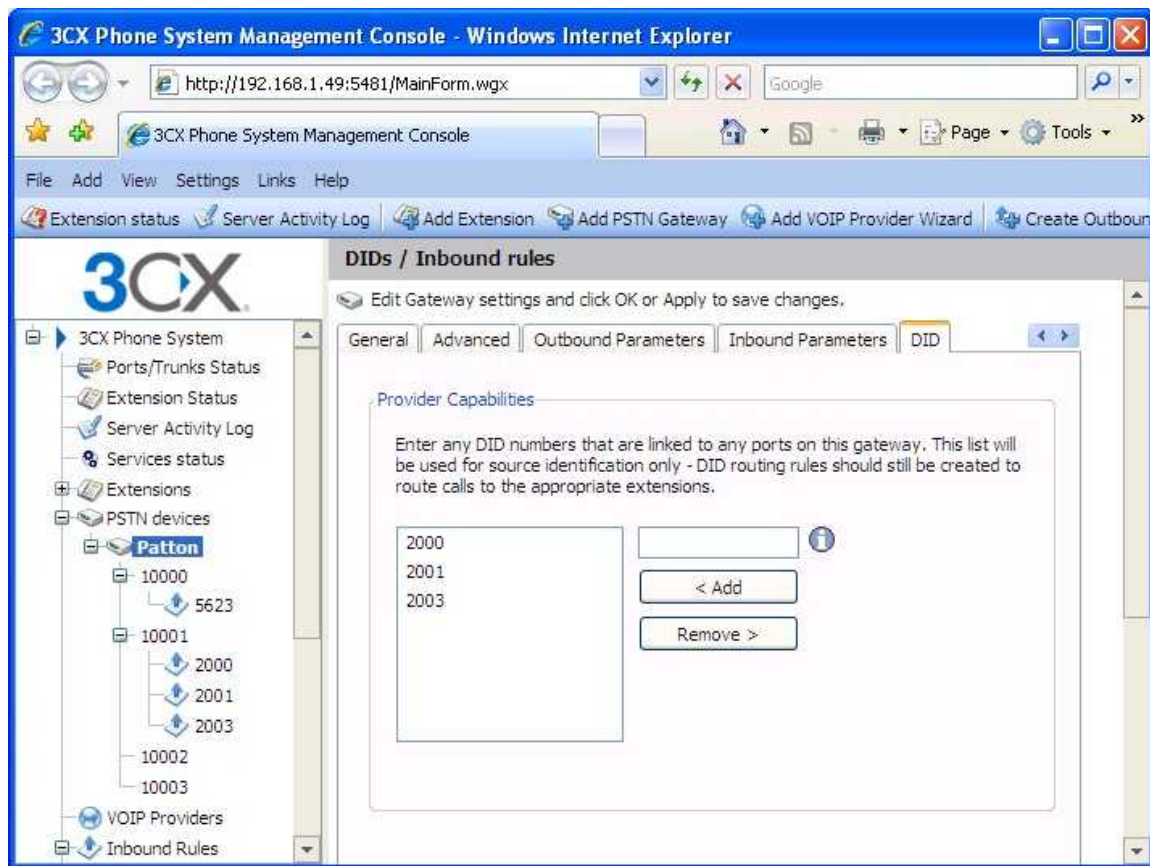 3CX Phone System Management Console - Windows Internet Explorer
http://192.168.1.49:5481/MainForm.wgx
Google
3CX Phone System Management Console
Page
Tools
»
File Add View Settings Links Help
Extension status Server Activity Log Add Extension Add PSTN Gateway Add VOIP Provider Wizard Create Outboun
3CX
DIDs / Inbound rules
Edit Gateway settings and click OK or Apply to save changes.
General Advanced Outbound Parameters Inbound Parameters DID
3CX Phone System
Ports/Trunks Status
Extension Status
Server Activity Log
Services status
Extensions
PSTN devices
Patton
10000
5623
10001
2000
2001
2003
10002
10003
VOIP Providers
Inbound Rules
Provider Capabilities
Enter any DID numbers that are linked to any ports on this gateway. This list will
be used for source identification only - DID routing rules should still be created to
route calls to the appropriate extensions.
2000
2001
2003
< Add
Remove >